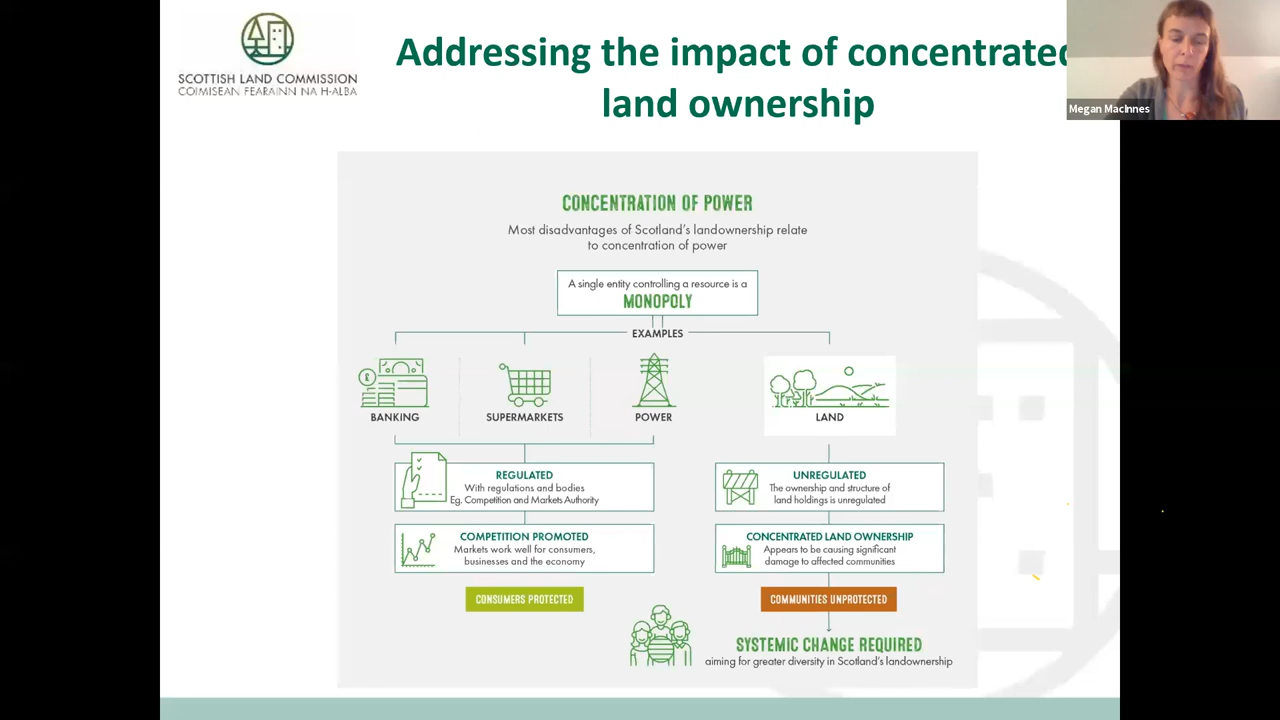 SCOTTISH LAND COMMISSION
COIMISEAN FEARAINN NA H-ALBA
Addressing the impact of concentrated
land ownership
Megan MacInnes
CONCENTRATION OF POWER
Most disadvantages of Scotland's landownership relate
to concentration of power
A single entity controlling a resource is a
MONOPOLY
EXAMPLES
£
BANKING
SUPERMARKETS
POWER
LAND
REGULATED
With regulations and bodies
Eg. Competition and Markets Authority
UNREGULATED
The ownership and structure of
land holdings is unregulated
COMPETITION PROMOTED
Markets work well for consumers,
businesses and the economy
CONCENTRATED LAND OWNERSHIP
Appears to be causing significant
damage to affected communities
CONSUMERS PROTECTED
COMMUNITIES UNPROTECTED
SYSTEMIC CHANGE REQUIRED
aiming for greater diversity in Scotland's landownership